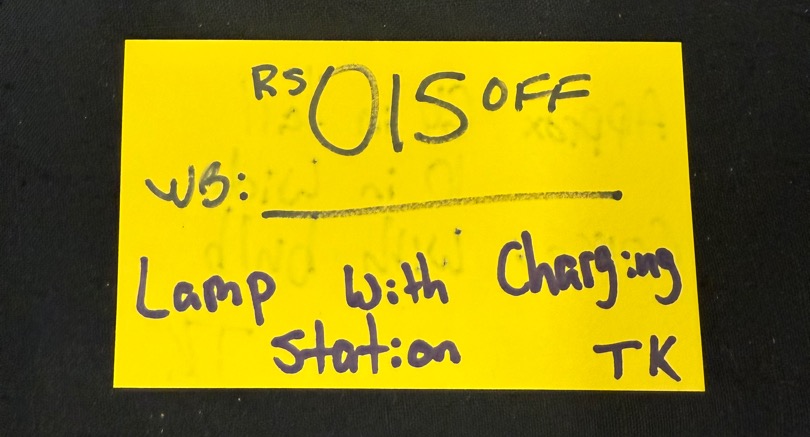 RS 015 OFF
WB:
Lamp With Charging
Station TK